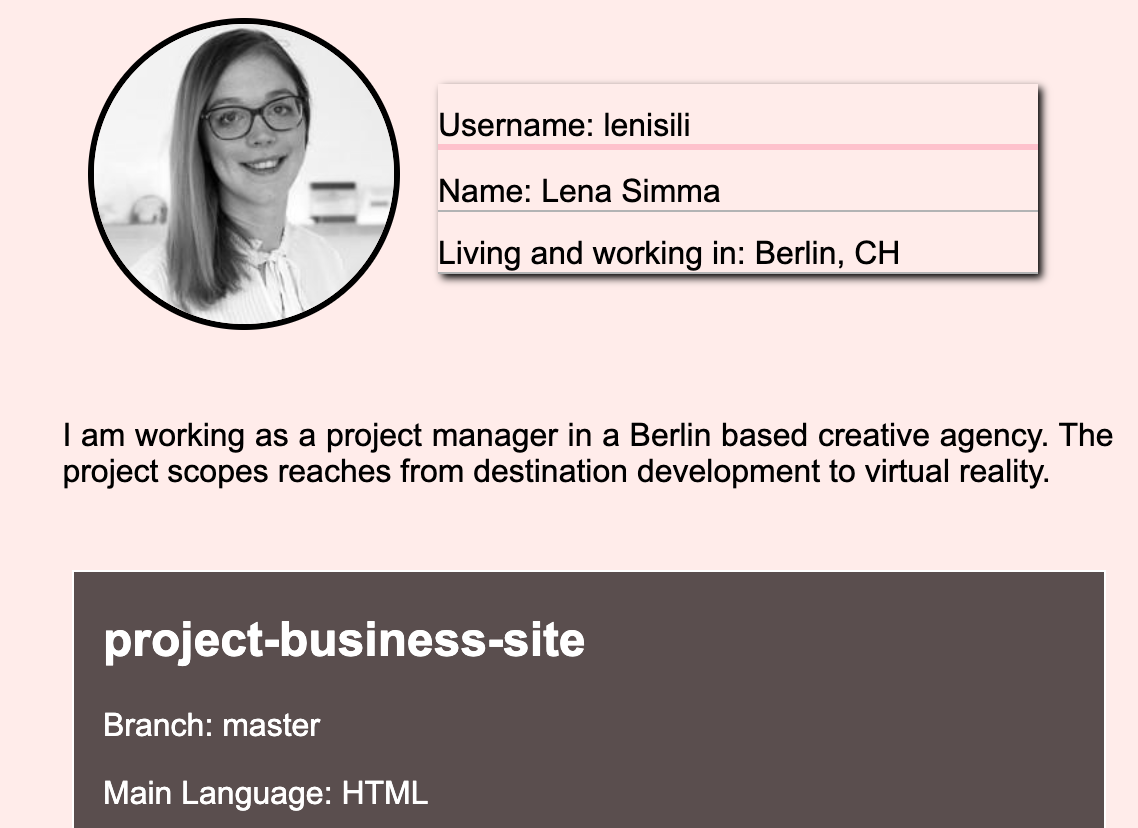 Username: lenisili
Name: Lena Simma
Living and working in: Berlin, CH
I am working as a project manager in a Berlin based creative agency. The
project scopes reaches from destination development to virtual reality.
project-business-site
Branch: master
Main Language: HTML